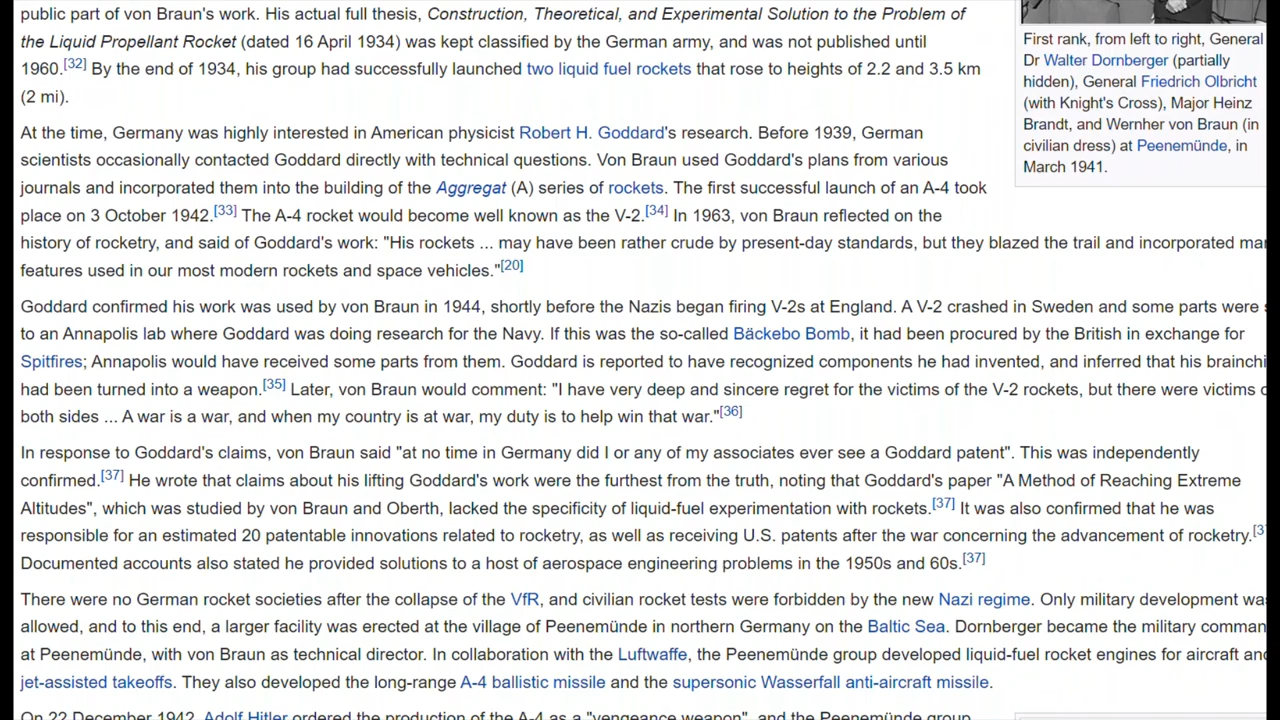 public part of von Braun's work. His actual full thesis, Construction, Theoretical, and Experimental Solution to the Problem of
the Liquid Propellant Rocket (dated 16 April 1934) was kept classified by the German army, and was not published until
1960.[32] By the end of 1934, his group had successfully launched two liquid fuel rockets that rose to heights of 2.2 and 3.5 km
(2 mi).
At the time, Germany was highly interested in American physicist Robert H. Goddard's research. Before 1939, German
scientists occasionally contacted Goddard directly with technical questions. Von Braun used Goddard's plans from various
journals and incorporated them into the building of the Aggregat (A) series of rockets. The first successful launch of an A-4 took
place on 3 October 1942.[33] The A-4 rocket would become well known as the V-2.[34] In 1963, von Braun reflected on the
history of rocketry, and said of Goddard's work: "His rockets ... may have been rather crude by present-day standards, but they blazed the trail and incorporated
features used in our most modern rockets and space vehicles."[20]
Goddard confirmed his work was used by von Braun in 1944, shortly before the Nazis began firing V-2s at England. A V-2 crashed in Sweden and some parts were
to an Annapolis lab where Goddard was doing research for the Navy. If this was the so-called Bäckebo Bomb, it had been procured by the British in exchange for
Spitfires; Annapolis would have received some parts from them. Goddard is reported to have recognized components he had invented, and inferred that his brainchi
had been turned into a weapon.[35] Later, von Braun would comment: "I have very deep and sincere regret for the victims of the V-2 rockets, but there were victims
both sides ... A war is a war, and when my country is at war, my duty is to help win that war."[36]
In response to Goddard's claims, von Braun said "at no time in Germany did I or any of my associates ever see a Goddard patent". This was independently
confirmed.[37] He wrote that claims about his lifting Goddard's work were the furthest from the truth, noting that Goddard's paper "A Method of Reaching Extreme
Altitudes", which was studied by von Braun and Oberth, lacked the specificity of liquid-fuel experimentation with rockets.[37] It was also confirmed that he was
responsible for an estimated 20 patentable innovations related to rocketry, as well as receiving U.S. patents after the war concerning the advancement of rocketry.[3
Documented accounts also stated he provided solutions to a host of aerospace engineering problems in the 1950s and 60s.[37]
There were no German rocket societies after the collapse of the VfR, and civilian rocket tests were forbidden by the new Nazi regime. Only military development wa
allowed, and to this end, a larger facility was erected at the village of Peenemünde in northern Germany on the Baltic Sea. Dornberger became the military comman
at Peenemünde, with von Braun as technical director. In collaboration with the Luftwaffe, the Peenemünde group developed liquid-fuel rocket engines for aircraft and
jet-assisted takeoffs. They also developed the long-range A-4 ballistic missile and the supersonic Wasserfall anti-aircraft missile.
On 22 December 1942, Adolf Hitler ordered the production of the A-4 as a "vengeance weapon", and the Peenemünde group
First rank, from left to right, General
Dr Walter Dornberger (partially
hidden), General Friedrich Olbricht
(with Knight's Cross), Major Heinz
Brandt, and Wernher von Braun (in
civilian dress) at Peenemünde, in
March 1941.